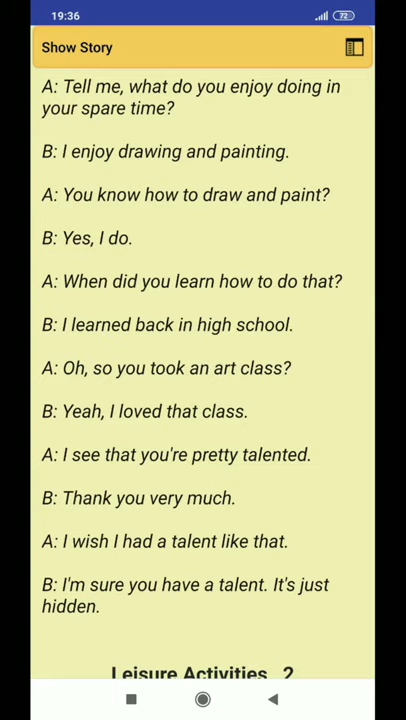 19:36
72
Show Story
A: Tell me, what do you enjoy doing in
your spare time?
B: I enjoy drawing and painting.
A: You know how to draw and paint?
B: Yes, I do.
A: When did you learn how to do that?
B: I learned back in high school.
A: Oh, so you took an art class?
B: Yeah, I loved that class.
A: I see that you're pretty talented.
B: Thank you very much.
A: I wish I had a talent like that.
B: I'm sure you have a talent. It's just
hidden.
Leisure Activities 2